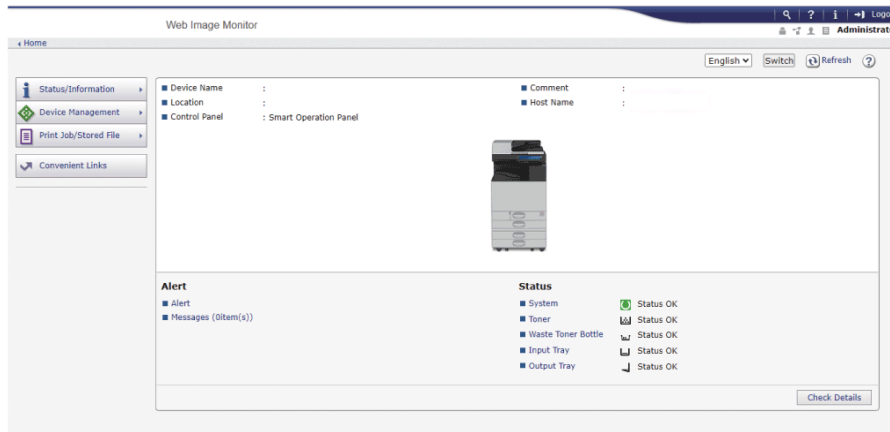 Web Image Monitor
? i Logo
Administrat
Home
English Switch Refresh ?
Status/Information
Device Management
Print Job/Stored File
Convenient Links
Device Name :
Location :
Control Panel : Smart Operation Panel
Comment :
Host Name :
Alert
Alert
Messages (0item(s))
Status
System Status OK
Toner Status OK
Waste Toner Bottle Status OK
Input Tray Status OK
Output Tray Status OK
Check Details